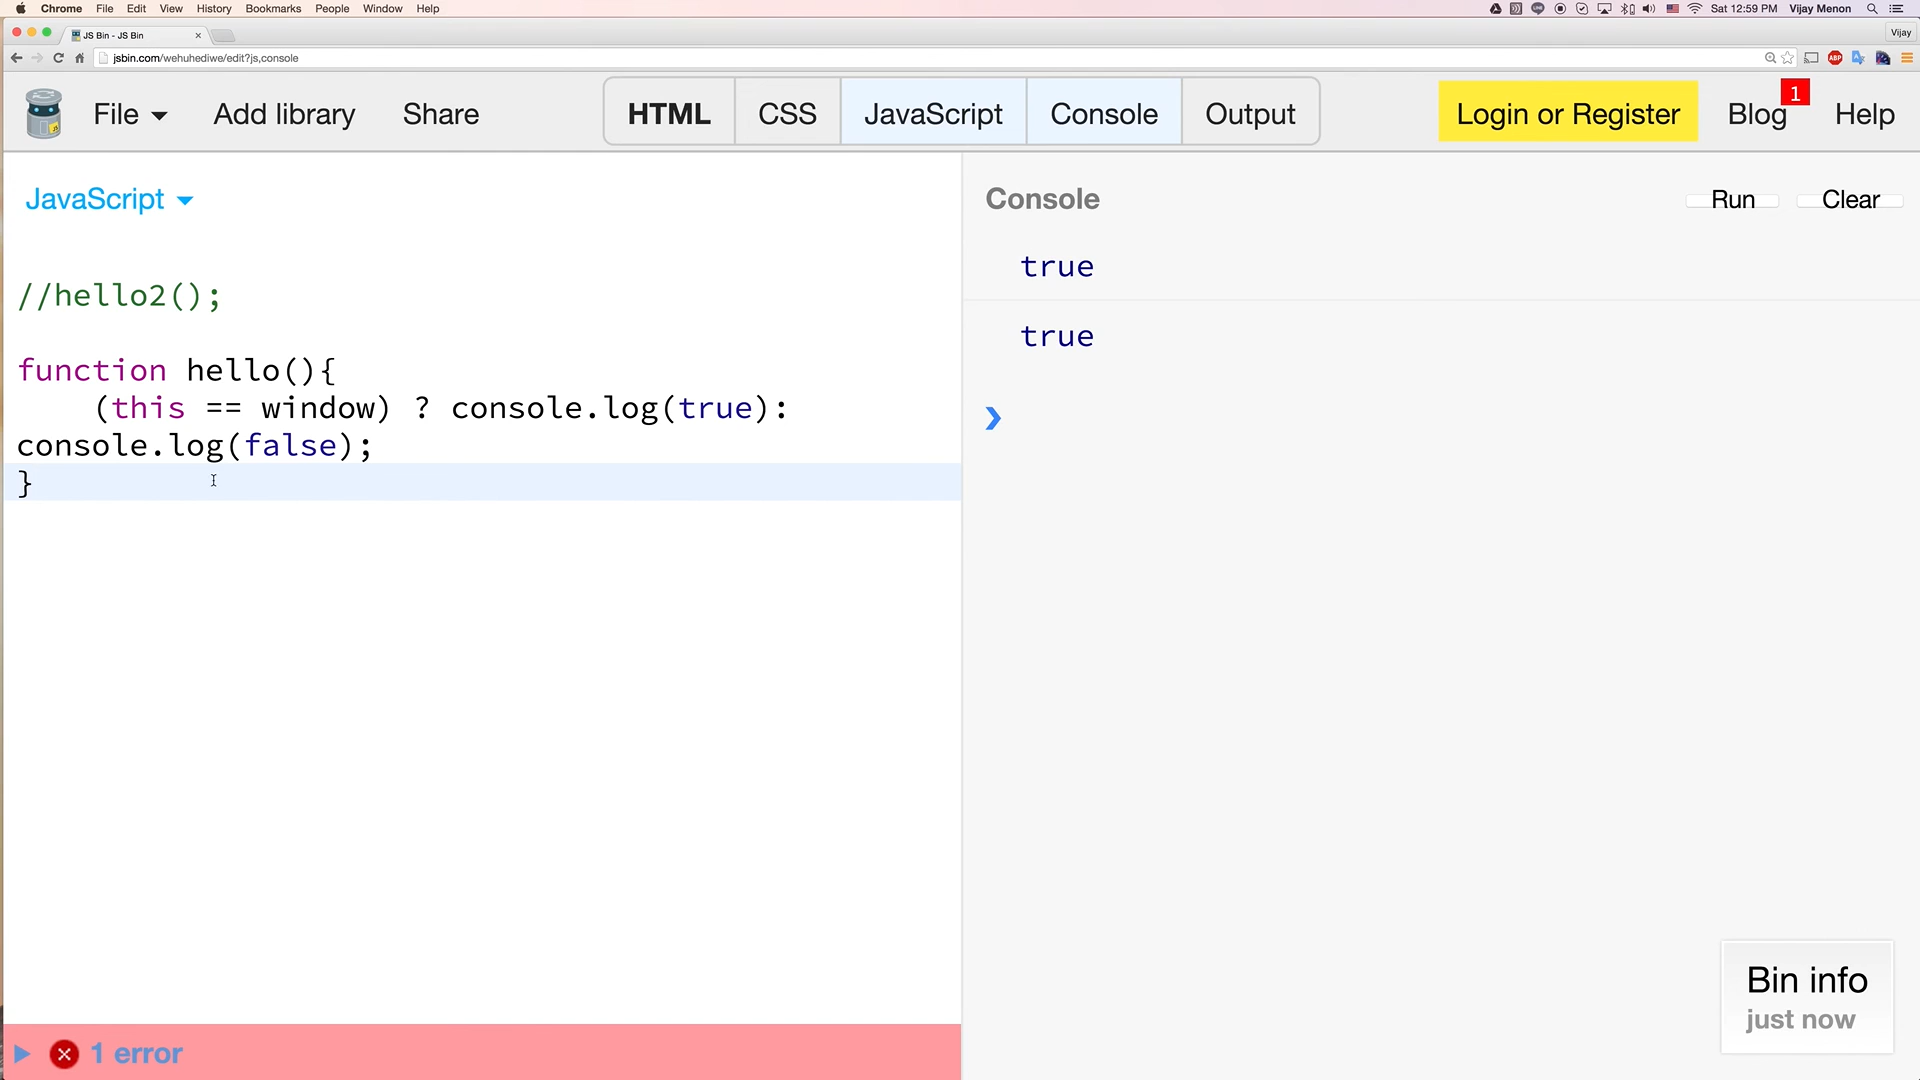 Chrome File Edit View History Bookmarks People Window Help Sat 12:59 PM Vijay Menon
JS Bin - JS Bin Vijay
jsbin.com/wehuhediwe/edit?js,console ABP
File Add library Share HTML CSS JavaScript Console Output Login or Register Blog 1 Help
JavaScript
//hello2();
function hello(){
(this == window) ? console.log(true):
console.log(false);
}
1 error
Console Run Clear
true
true
Bin info
just now